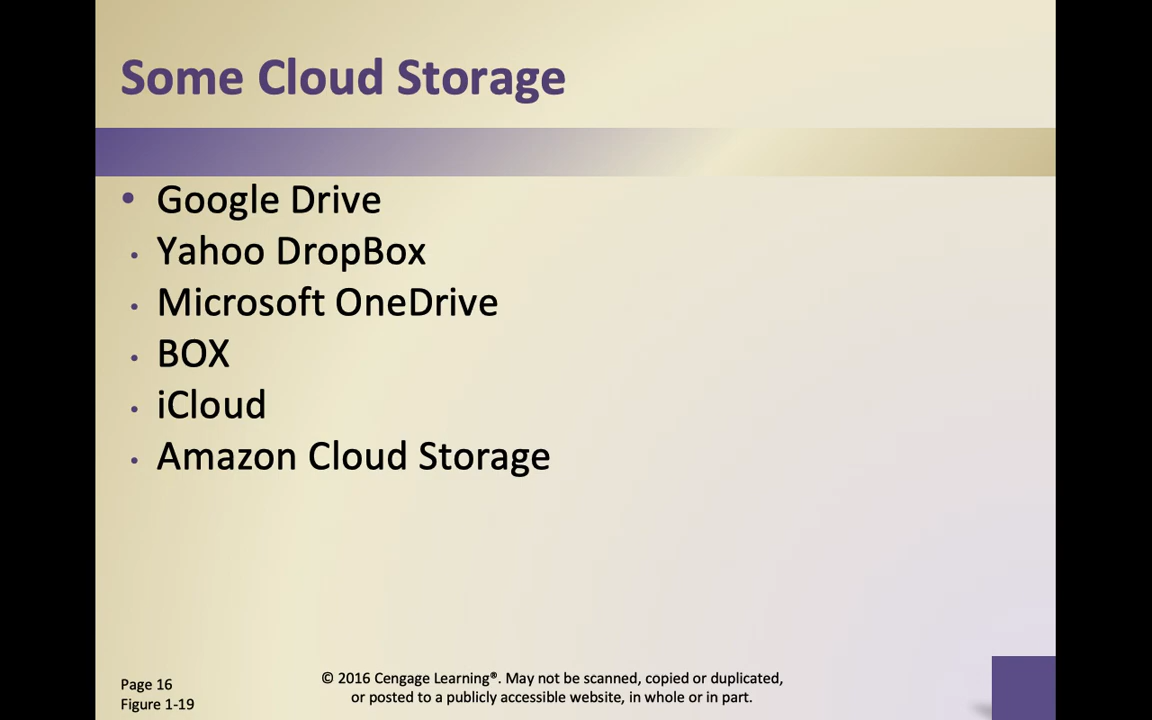 Some Cloud Storage
• Google Drive
• Yahoo DropBox
• Microsoft OneDrive
• BOX
• iCloud
• Amazon Cloud Storage
Page 16
Figure 1-19
© 2016 Cengage Learning®. May not be scanned, copied or duplicated,
or posted to a publicly accessible website, in whole or in part.